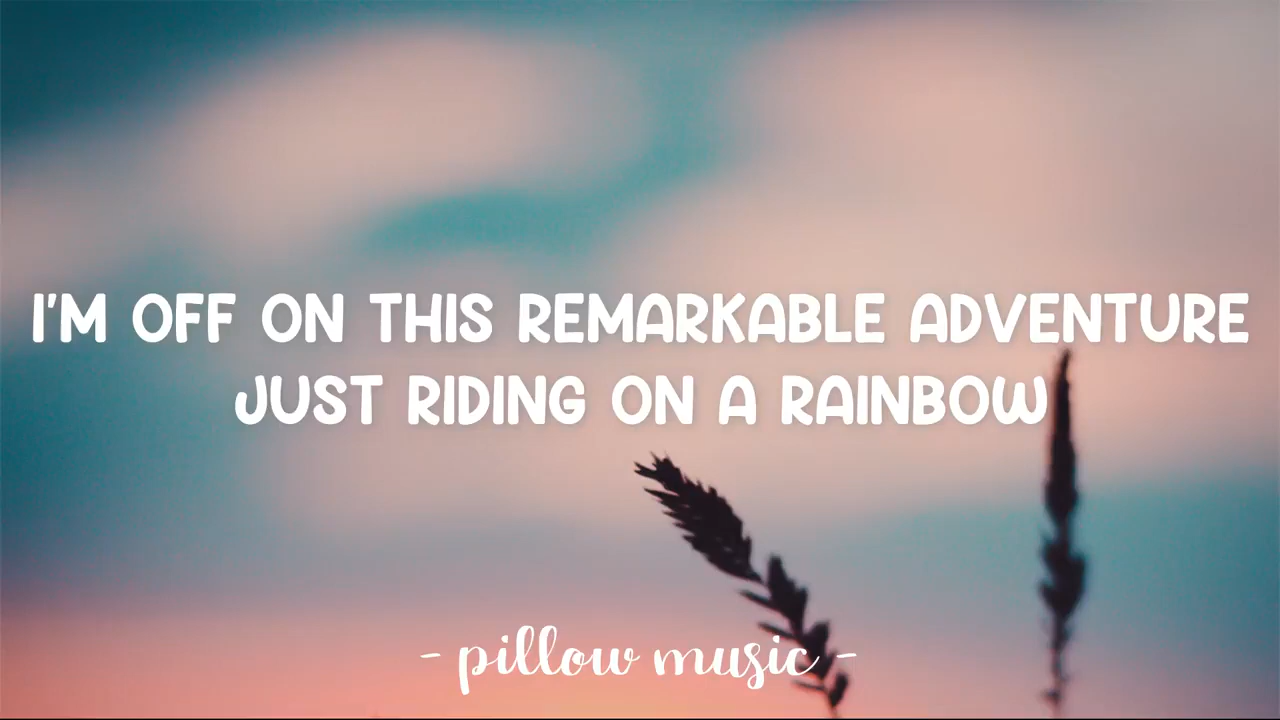 I'M OFF ON THIS REMARKABLE ADVENTURE
JUST RIDING ON A RAINBOW
- pillow music -